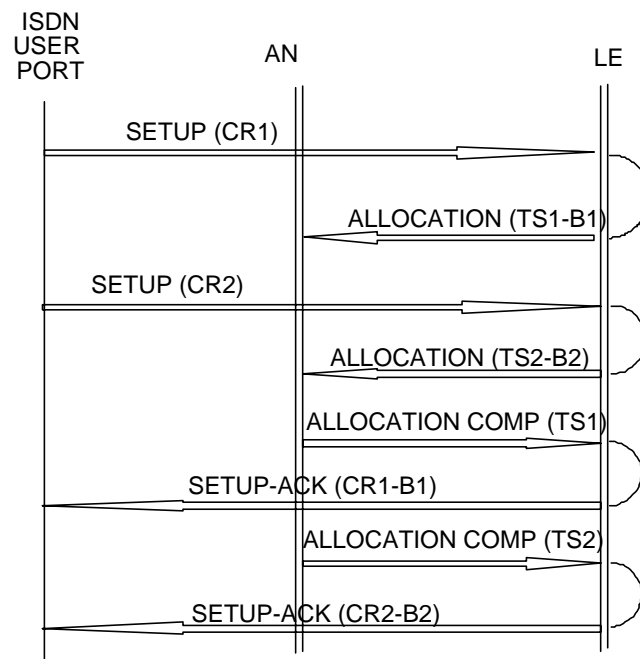 ISDN
USER
PORT
AN
LE
SETUP (CR1)
ALLOCATION (TS1-B1)
SETUP (CR2)
ALLOCATION (TS2-B2)
ALLOCATION COMP (TS1)
SETUP-ACK (CR1-B1)
ALLOCATION COMP (TS2)
SETUP-ACK (CR2-B2)